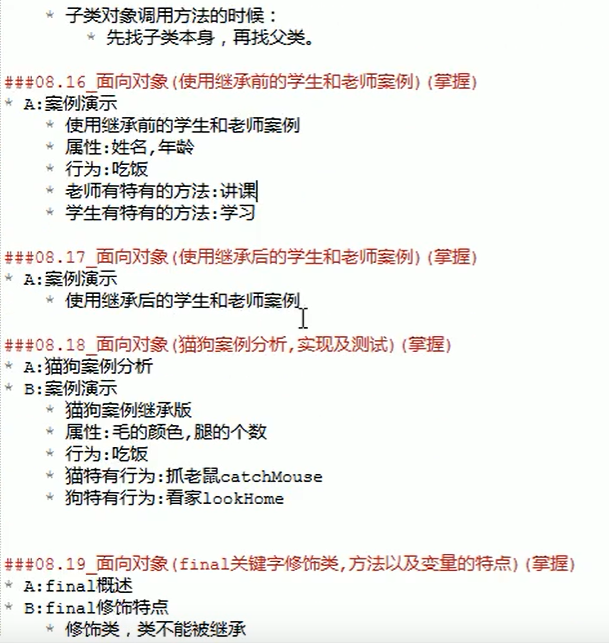 * 子类对象调用方法的时候：
* 先找子类本身，再找父类。
###08.16_面向对象(使用继承前的学生和老师案例)(掌握)
* A:案例演示
* 使用继承前的学生和老师案例
* 属性:姓名,年龄
* 行为:吃饭
* 老师有特有的方法:讲课
* 学生有特有的方法:学习
###08.17_面向对象(使用继承后的学生和老师案例)(掌握)
* A:案例演示
* 使用继承后的学生和老师案例
###08.18_面向对象(猫狗案例分析,实现及测试)(掌握)
* A:猫狗案例分析
* B:案例演示
* 猫狗案例继承版
* 属性:毛的颜色,腿的个数
* 行为:吃饭
* 猫特有行为:抓老鼠catchMouse
* 狗特有行为:看家lookHome
###08.19_面向对象(final关键字修饰类,方法以及变量的特点)(掌握)
* A:final概述
* B:final修饰特点
* 修饰类，类不能被继承